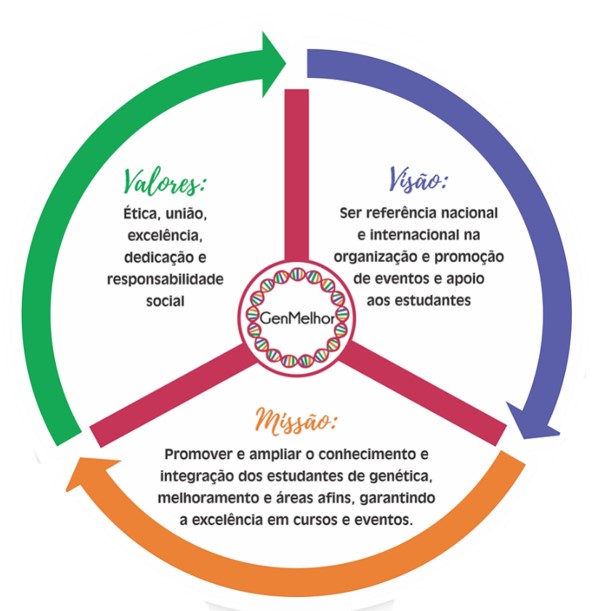 Valores:
Ética, união,
excelência,
dedicação e
responsabilidade
social
Visão:
Ser referência nacional
e internacional na
organização e promoção
de eventos e apoio
aos estudantes
GenMelhor
Missão:
Promover e ampliar o conhecimento e
integração dos estudantes de genética,
melhoramento e áreas afins, garantindo
a excelência em cursos e eventos.